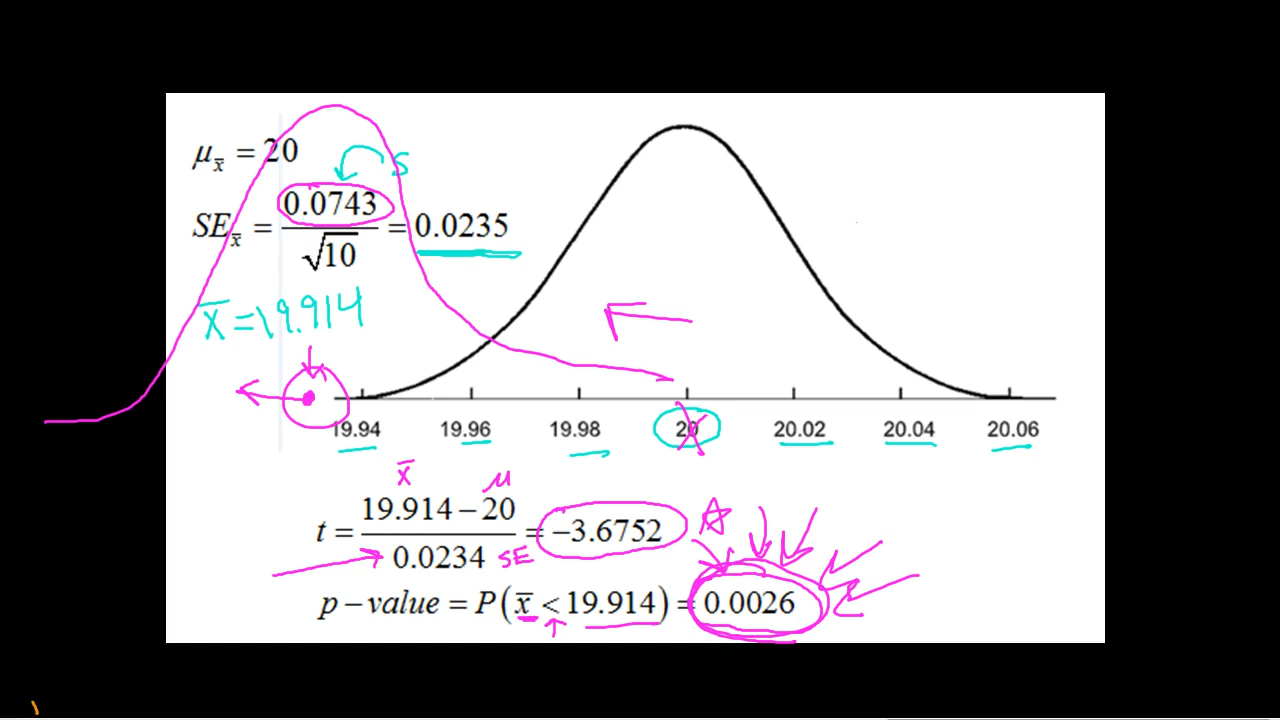 μx̄ = 20
S
SEx̄ = 0.0743 / √10 = 0.0235
x̄ = 19.914
19.94 19.96 19.98 20 20.02 20.04 20.06
x̄ μ
t = 19.914 − 20 / 0.0234 = −3.6752
SE
p − value = P(x̄ < 19.914) = 0.0026